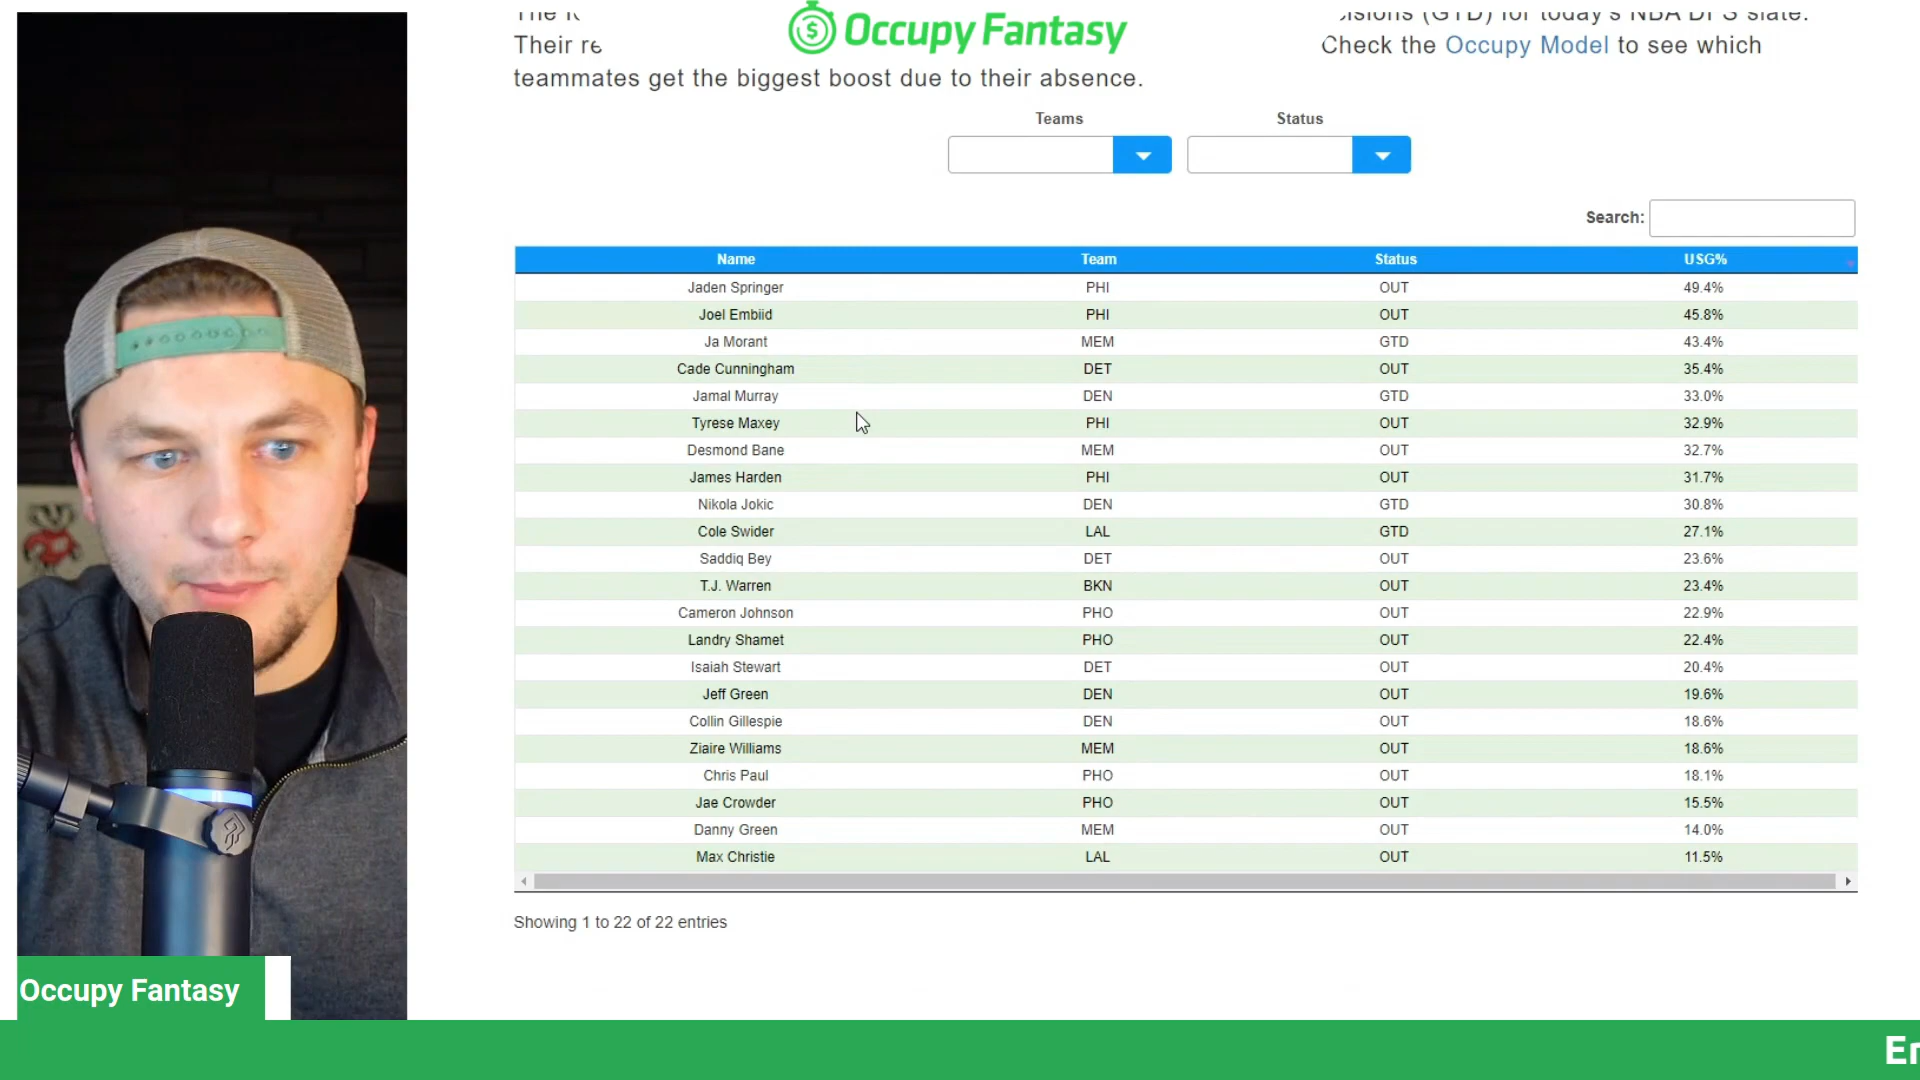 Occupy Fantasy
(GTD) for today's NBA DFS slate.
Their
Check the Occupy Model to see which
teammates get the biggest boost due to their absence.
Teams Status
Search:
Name Team Status USG%
Jaden Springer PHI OUT 49.4%
Joel Embiid PHI OUT 45.8%
Ja Morant MEM GTD 43.4%
Cade Cunningham DET OUT 35.4%
Jamal Murray DEN GTD 33.0%
Tyrese Maxey PHI OUT 32.9%
Desmond Bane MEM OUT 32.7%
James Harden PHI OUT 31.7%
Nikola Jokic DEN GTD 30.8%
Cole Swider LAL GTD 27.1%
Saddiq Bey DET OUT 23.6%
T.J. Warren BKN OUT 23.4%
Cameron Johnson PHO OUT 22.9%
Landry Shamet PHO OUT 22.4%
Isaiah Stewart DET OUT 20.4%
Jeff Green DEN OUT 19.6%
Collin Gillespie DEN OUT 18.6%
Ziaire Williams MEM OUT 18.6%
Chris Paul PHO OUT 18.1%
Jae Crowder PHO OUT 15.5%
Danny Green MEM OUT 14.0%
Max Christie LAL OUT 11.5%
Showing 1 to 22 of 22 entries
Occupy Fantasy